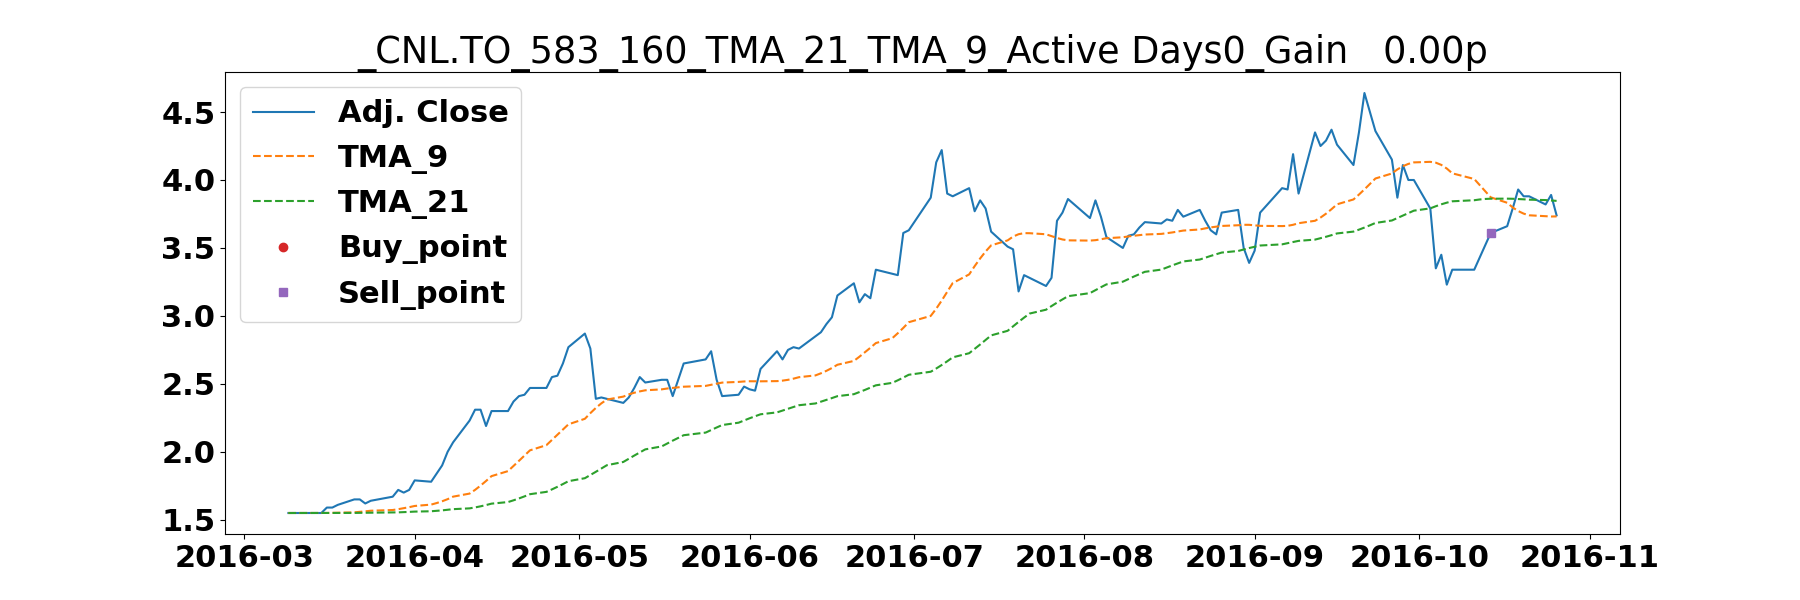 _CNL.TO_583_160_TMA_21_TMA_9_Active Days0_Gain   0.00p
4.5
4.0
3.5
3.0
2.5
2.0
1.5
Adj. Close
TMA_9
TMA_21
Buy_point
Sell_point
2016-03 2016-04 2016-05 2016-06 2016-07 2016-08 2016-09 2016-10 2016-11